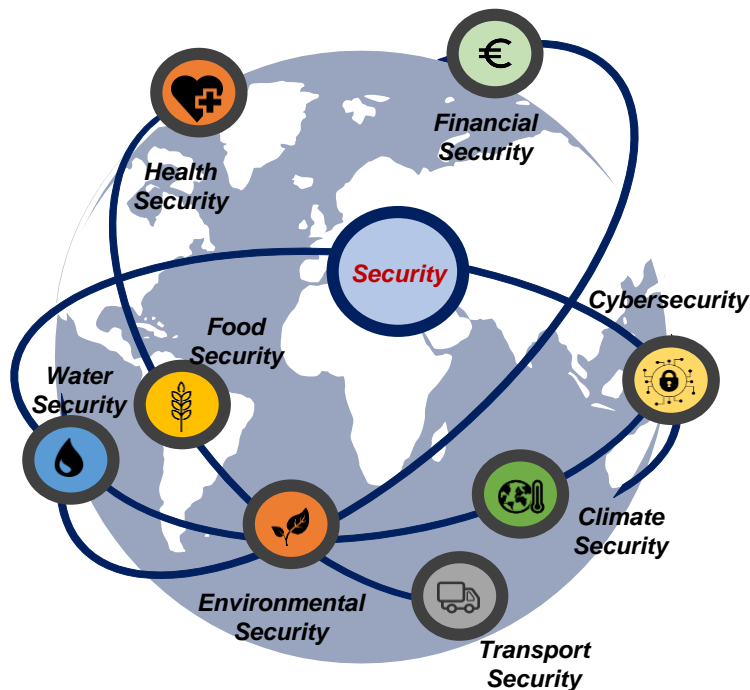 €
Financial
Security
Health
Security
Security
Cybersecurity
Food
Security
Water
Security
Climate
Security
Environmental
Security
Transport
Security